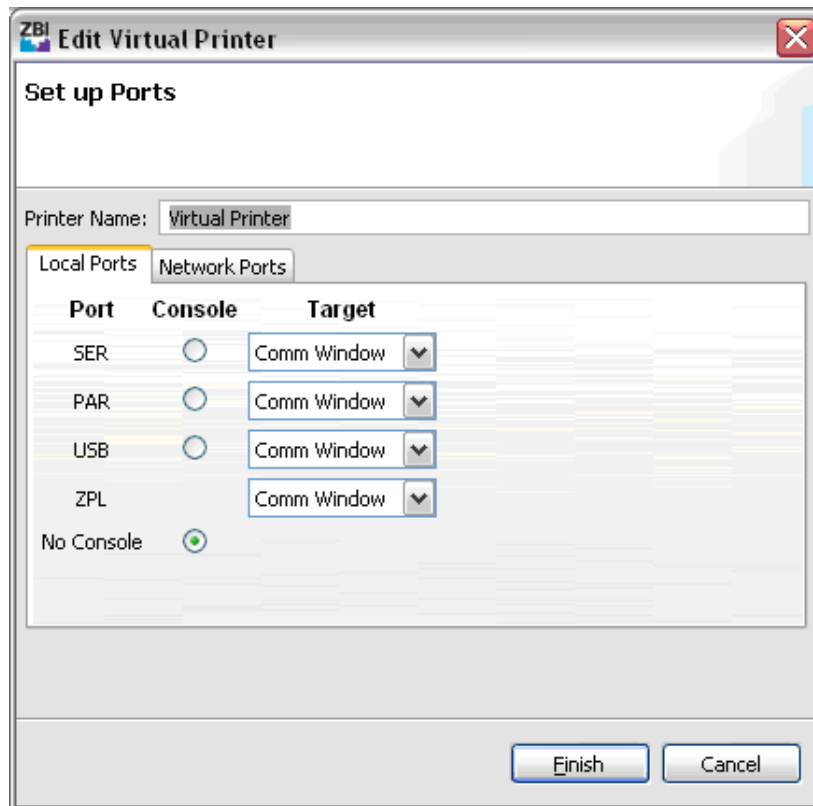 ZBI Edit Virtual Printer
Set up Ports
Printer Name: Virtual Printer
Local Ports Network Ports
Port Console Target
SER Comm Window
PAR Comm Window
USB Comm Window
ZPL Comm Window
No Console
Finish Cancel